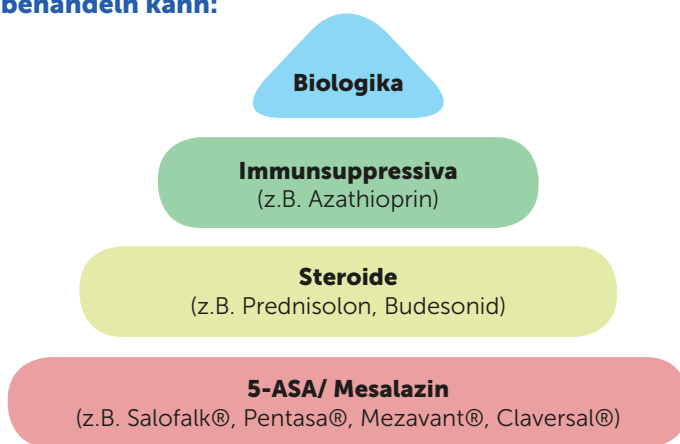 behandeln kann:
Biologika
Immunsuppressiva
(z.B. Azathioprin)
Steroide
(z.B. Prednisolon, Budesonid)
5-ASA/ Mesalazin
(z.B. Salofalk®, Pentasa®, Mezavant®, Claversal®)